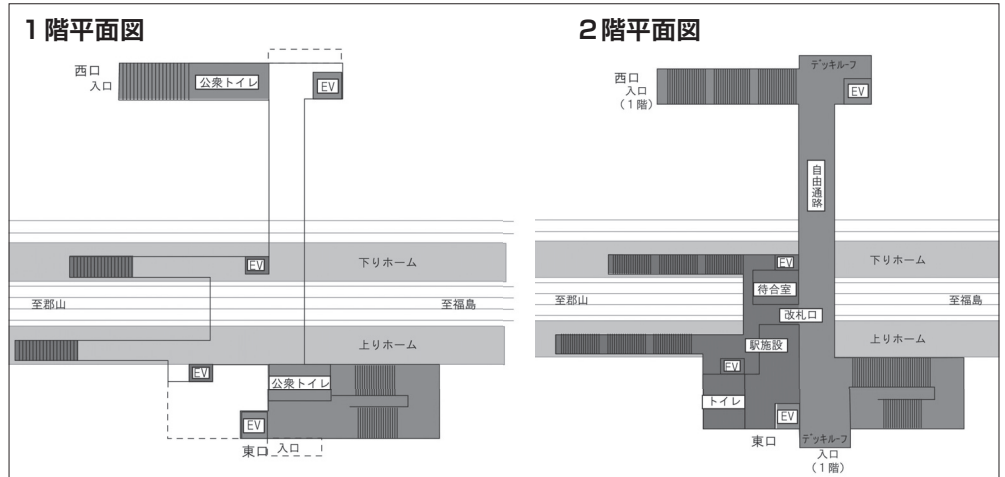 1階平面図
西口
入口
公衆トイレ
EV
EV
下りホーム
至郡山
至福島
上りホーム
EV
公衆トイレ
EV
東口
入口
2階平面図
デッキルーフ
西口
入口
(1階)
EV
自由通路
EV
下りホーム
待合室
至郡山
至福島
改札口
上りホーム
駅施設
EV
トイレ
EV
東口
デッキルーフ
入口
(1階)